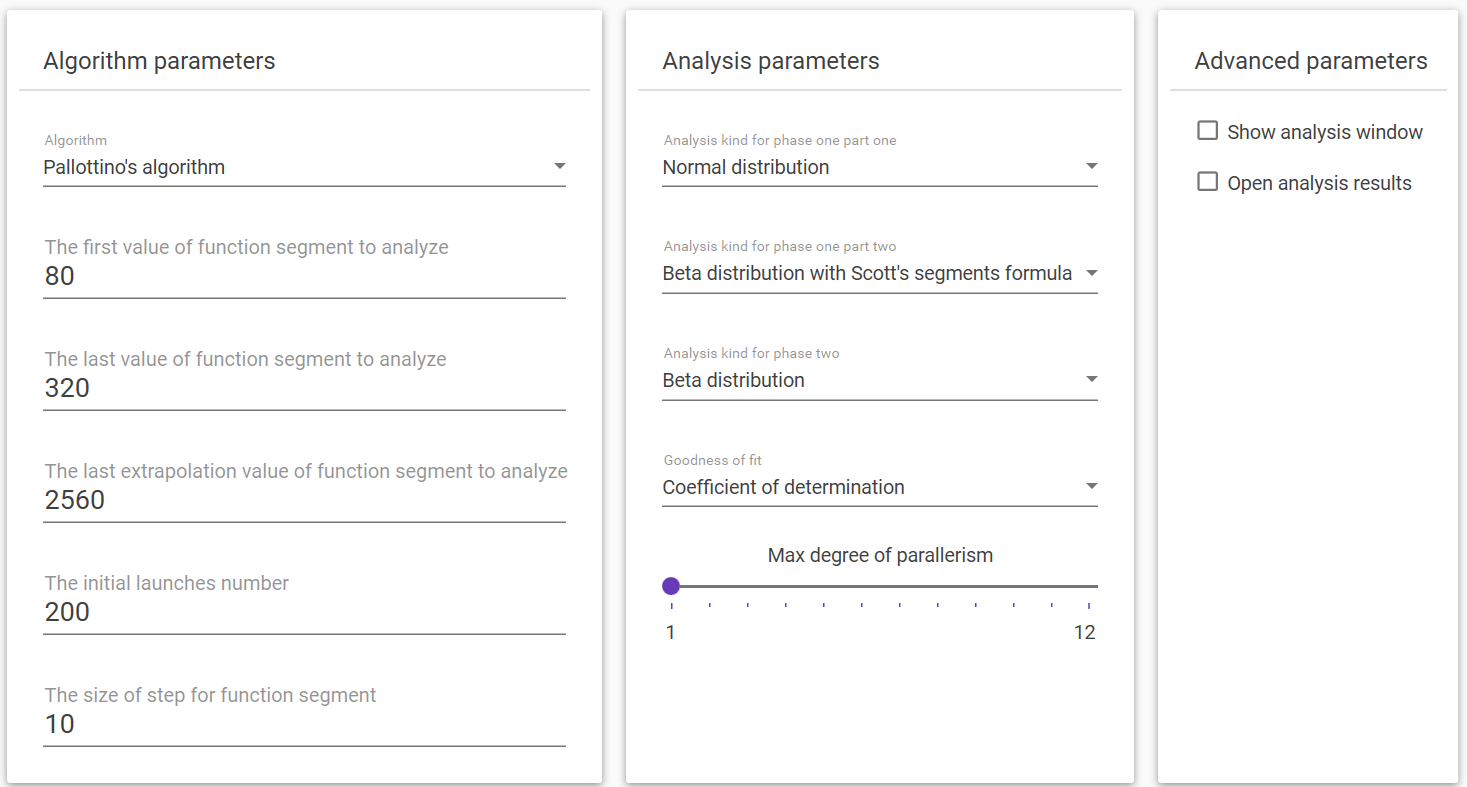 Algorithm parameters
Algorithm
Pallottino's algorithm
The first value of function segment to analyze
80
The last value of function segment to analyze
320
The last extrapolation value of function segment to analyze
2560
The initial launches number
200
The size of step for function segment
10
Analysis parameters
Analysis kind for phase one part one
Normal distribution
Analysis kind for phase one part two
Beta distribution with Scott's segments formula
Analysis kind for phase two
Beta distribution
Goodness of fit
Coefficient of determination
Max degree of parallerism
1 12
Advanced parameters
Show analysis window
Open analysis results